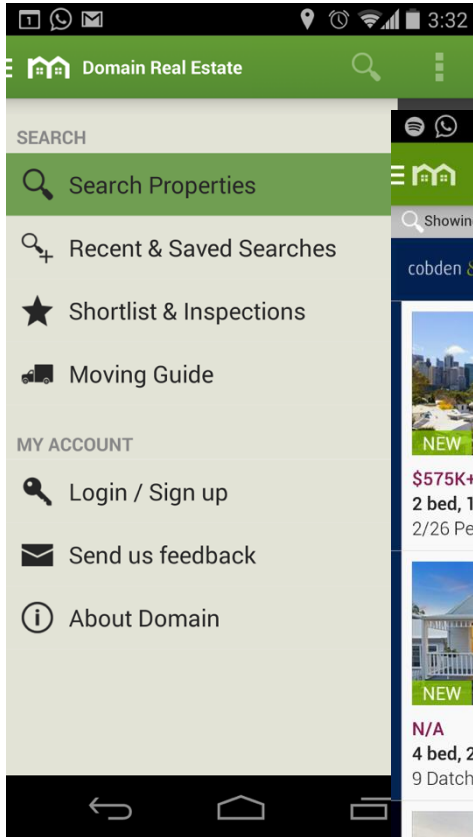 1
3:32
Domain Real Estate
SEARCH
Search Properties
Recent & Saved Searches
Shortlist & Inspections
Moving Guide
MY ACCOUNT
Login / Sign up
Send us feedback
i About Domain
Showin
cobden &
NEW
$575K+
2 bed, 1
2/26 Pe
NEW
N/A
4 bed, 2
9 Datch